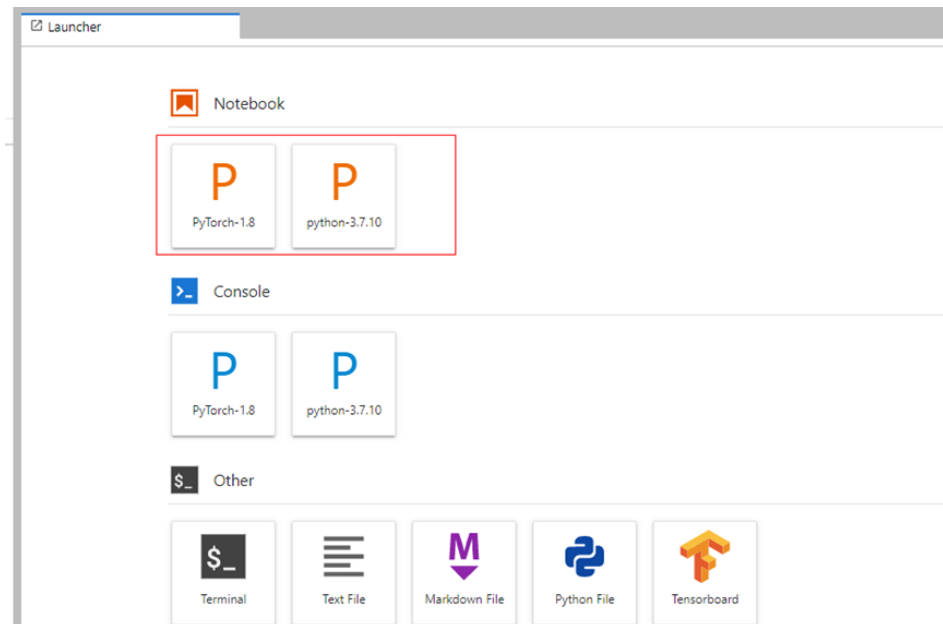 Launcher
Notebook
P P
PyTorch-1.8 python-3.7.10
Console
P P
PyTorch-1.8 python-3.7.10
$_ Other
$_ M
Terminal Text File Markdown File Python File Tensorboard